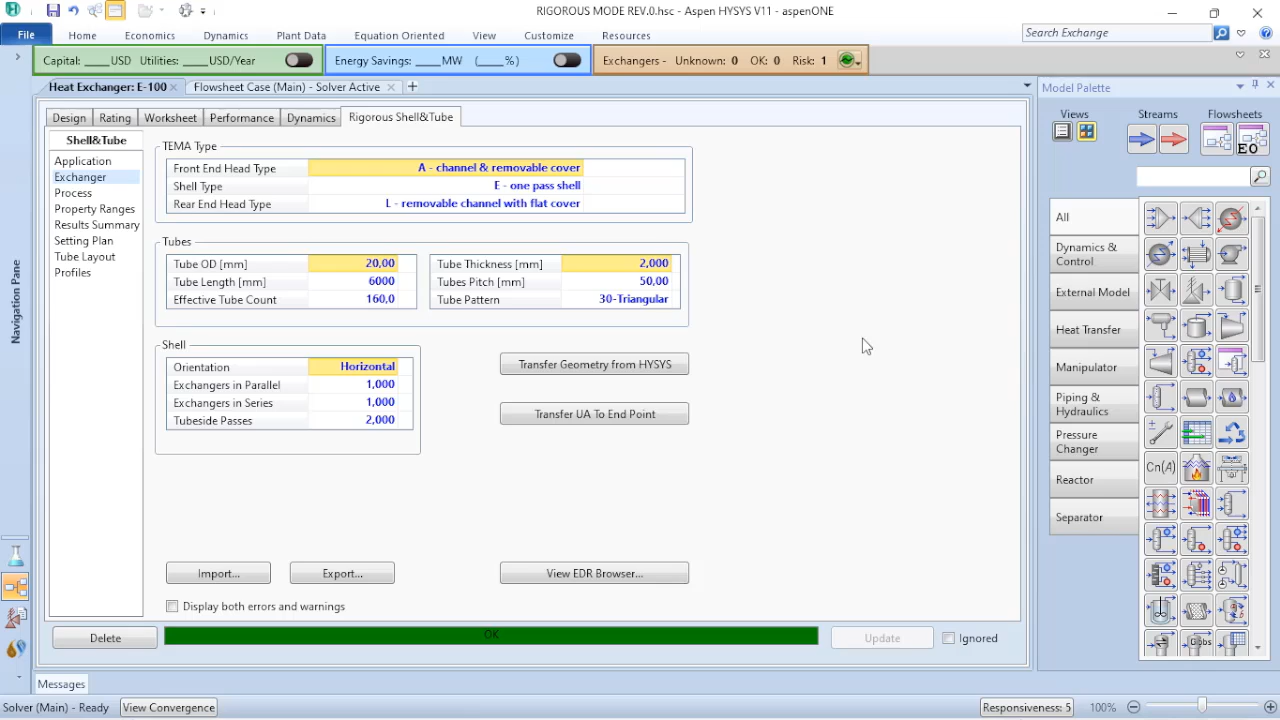 RIGOROUS MODE REV.0.hsc - Aspen HYSYS V11 - aspenONE
File Home Economics Dynamics Plant Data Equation Oriented View Customize Resources Search Exchange
Capital: ____USD Utilities: ____USD/Year Energy Savings: ____MW (____%) Exchangers - Unknown: 0 OK: 0 Risk: 1
Heat Exchanger: E-100 Flowsheet Case (Main) - Solver Active Model Palette
Design Rating Worksheet Performance Dynamics Rigorous Shell&Tube
Views Streams Flowsheets
EO
Shell&Tube
Application
Exchanger
Process
Property Ranges
Results Summary
Setting Plan
Tube Layout
Profiles
TEMA Type
Front End Head Type A - channel & removable cover
Shell Type E - one pass shell
Rear End Head Type L - removable channel with flat cover
Tubes
Tube OD [mm] 20,00 Tube Thickness [mm] 2,000
Tube Length [mm] 6000 Tubes Pitch [mm] 50,00
Effective Tube Count 160,0 Tube Pattern 30-Triangular
Shell
Orientation Horizontal
Exchangers in Parallel 1,000
Exchangers in Series 1,000
Tubeside Passes 2,000
Transfer Geometry from HYSYS
Transfer UA To End Point
Import... Export... View EDR Browser...
Display both errors and warnings
Delete OK Update Ignored
Navigation Pane
All
Dynamics &
Control
External Model
Heat Transfer
Manipulator
Piping &
Hydraulics
Pressure
Changer
Reactor
Separator
Cn(A)
Gibbs
Messages
Solver (Main) - Ready View Convergence Responsiveness: 5 100%